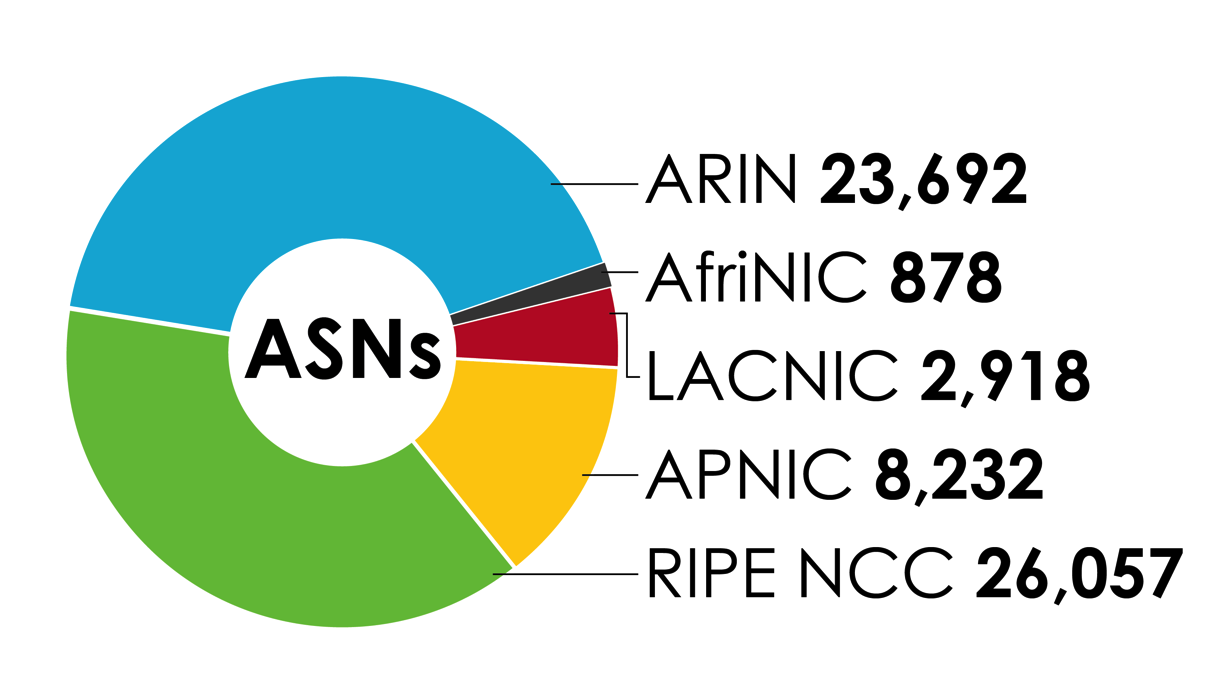 ASNs
ARIN 23,692
AfriNIC 878
LACNIC 2,918
APNIC 8,232
RIPE NCC 26,057